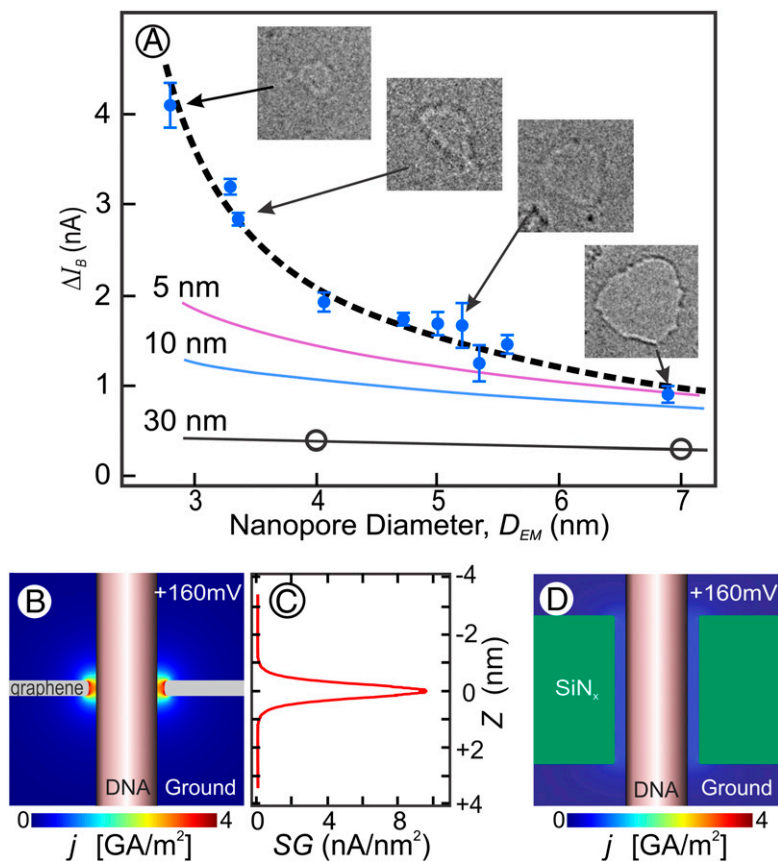 A
4
3
2
1
0
ΔI_B (nA)
5 nm
10 nm
30 nm
3 4 5 6 7
Nanopore Diameter, D_EM (nm)
B
+160mV
graphene
DNA Ground
0 4
j [GA/m²]
C
-4
-2
0
+2
+4
Z (nm)
0 4 8
SG (nA/nm²)
D
+160mV
SiNₓ
DNA Ground
0 4
j [GA/m²]